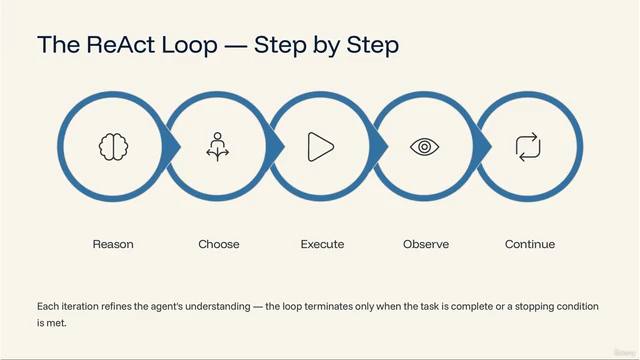 The ReAct Loop — Step by Step
Reason
Choose
Execute
Observe
Continue
Each iteration refines the agent's understanding — the loop terminates only when the task is complete or a stopping condition
is met.